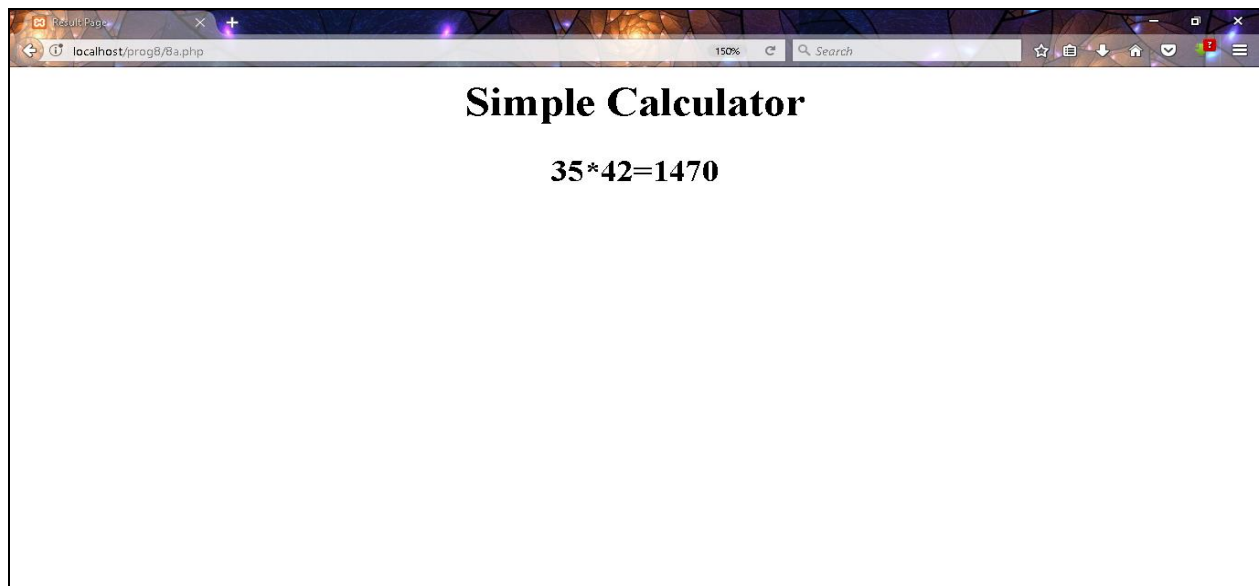 Result Page
localhost/prog8/8a.php
150%
Search
Simple Calculator
35*42=1470